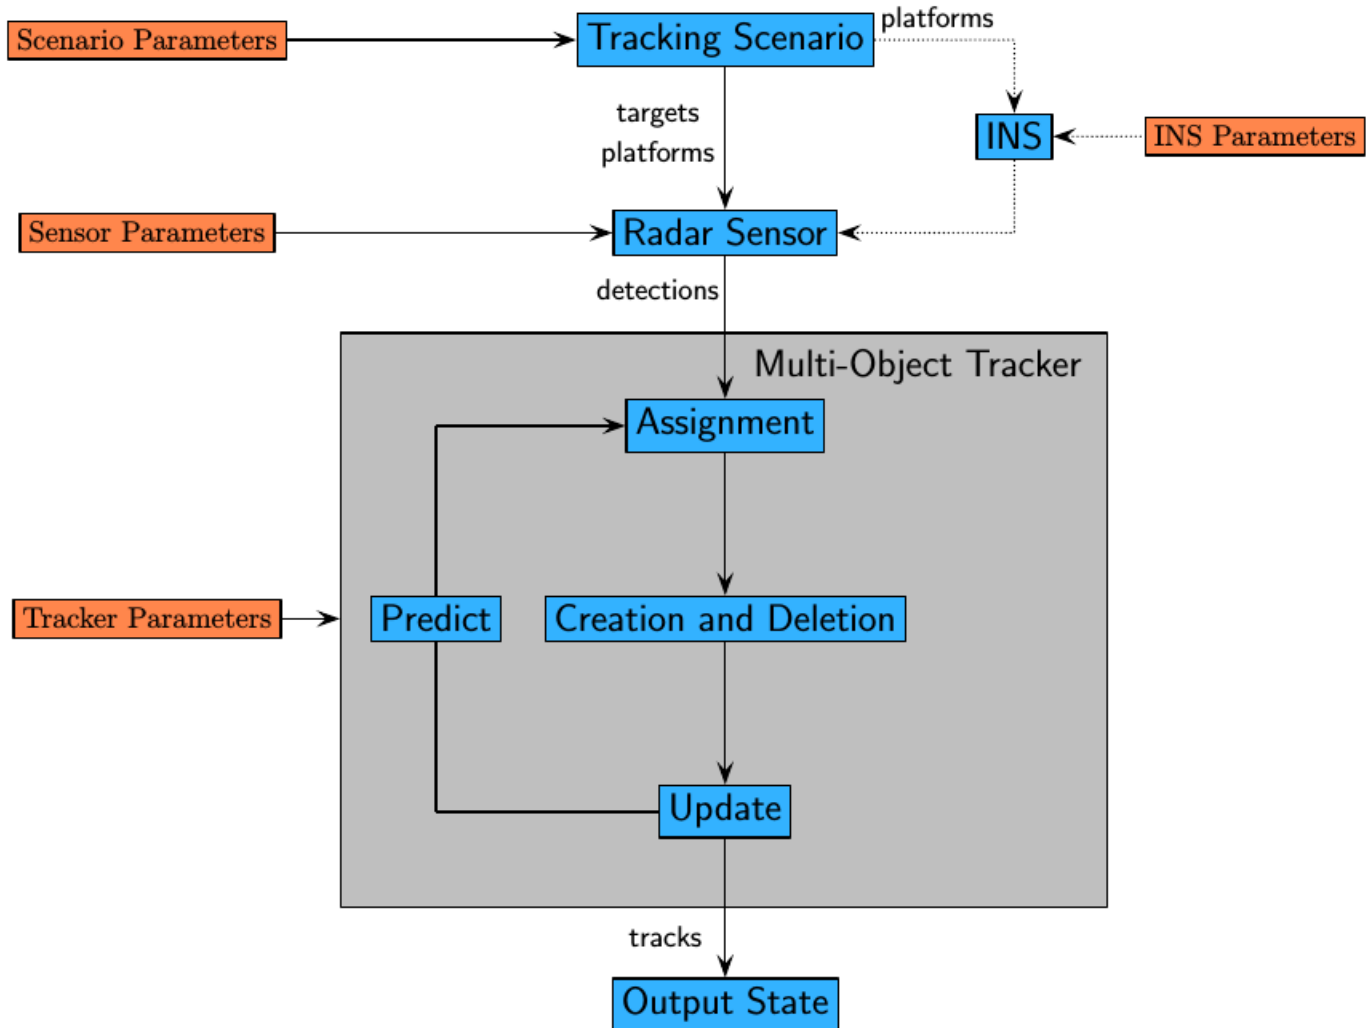 platforms
Scenario Parameters
Tracking Scenario
targets
platforms
INS
INS Parameters
Sensor Parameters
Radar Sensor
detections
Multi-Object Tracker
Assignment
Tracker Parameters
Predict
Creation and Deletion
Update
tracks
Output State